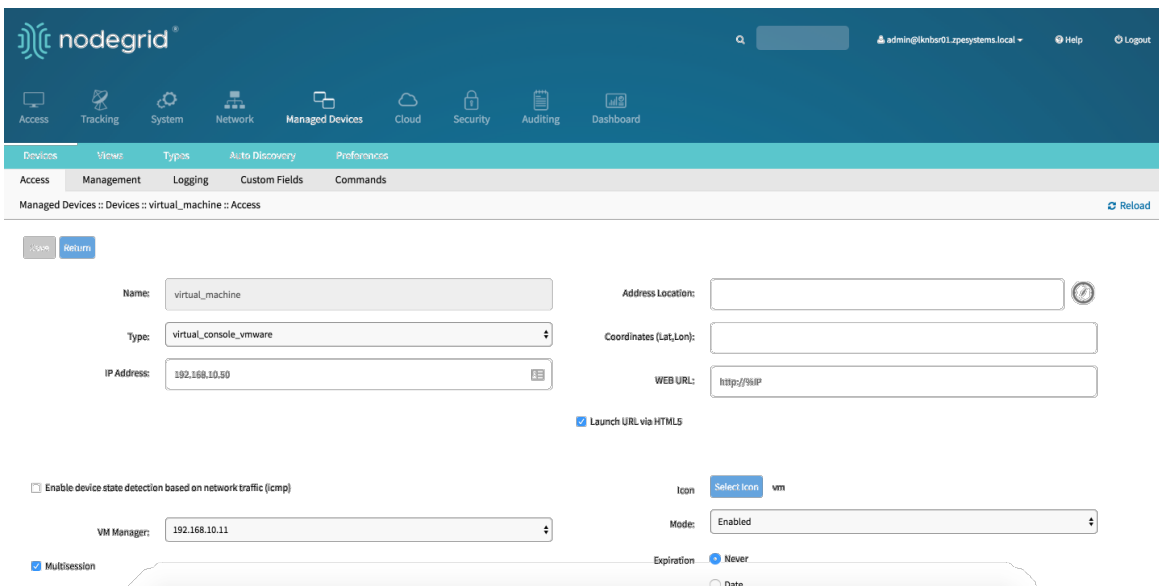 nodegrid®
admin@lknbsr01.zpesystems.local
Help
Logout
Access
Tracking
System
Network
Managed Devices
Cloud
Security
Auditing
Dashboard
Devices
Views
Types
Auto Discovery
Preferences
Access
Management
Logging
Custom Fields
Commands
Managed Devices :: Devices :: virtual_machine :: Access
Reload
Save
Return
Name:
virtual_machine
Type:
virtual_console_vmware
IP Address:
192.168.10.50
Enable device state detection based on network traffic (icmp)
VM Manager:
192.168.10.11
Multisession
Address Location:
Coordinates (Lat,Lon):
WEB URL:
http://%IP
Launch URL via HTML5
Icon
Select Icon
vm
Mode:
Enabled
Expiration
Never
Date